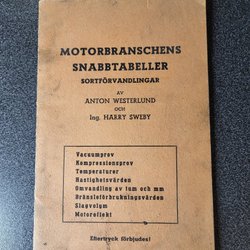 MOTORBRANSCHENS
SNABBTABELLER
SORTFÖRVANDLINGAR
AV
ANTON WESTERLUND
OCH
Ing. HARRY SWEBY
Vacuumprov
Kompressionsprov
Temperaturer
Hastighetsvärden
Omvandling av tum och mm
Bränsleförbrukningsvärden
Slagvolym
Motoreffekt
Eftertryck förbjudes!